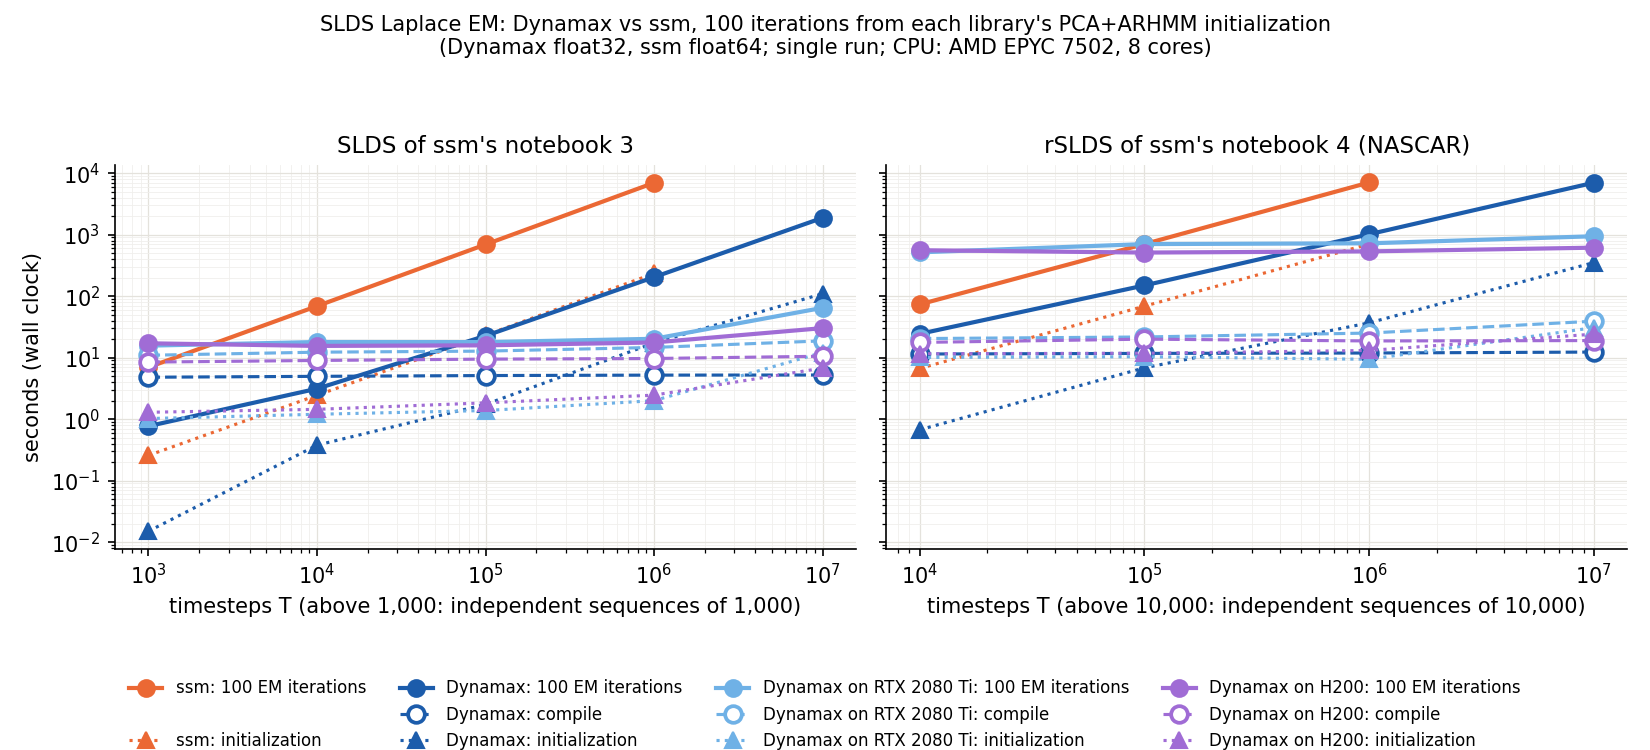 SLDS Laplace EM: Dynamax vs ssm, 100 iterations from each library's PCA+ARHMM initialization
(Dynamax float32, ssm float64; single run; CPU: AMD EPYC 7502, 8 cores)
SLDS of ssm's notebook 3
rSLDS of ssm's notebook 4 (NASCAR)
seconds (wall clock)
10⁴
10³
10²
10¹
10⁰
10⁻¹
10⁻²
10³ 10⁴ 10⁵ 10⁶ 10⁷
10⁴ 10⁵ 10⁶ 10⁷
timesteps T (above 1,000: independent sequences of 1,000)
timesteps T (above 10,000: independent sequences of 10,000)
ssm: 100 EM iterations
ssm: initialization
Dynamax: 100 EM iterations
Dynamax: compile
Dynamax: initialization
Dynamax on RTX 2080 Ti: 100 EM iterations
Dynamax on RTX 2080 Ti: compile
Dynamax on RTX 2080 Ti: initialization
Dynamax on H200: 100 EM iterations
Dynamax on H200: compile
Dynamax on H200: initialization